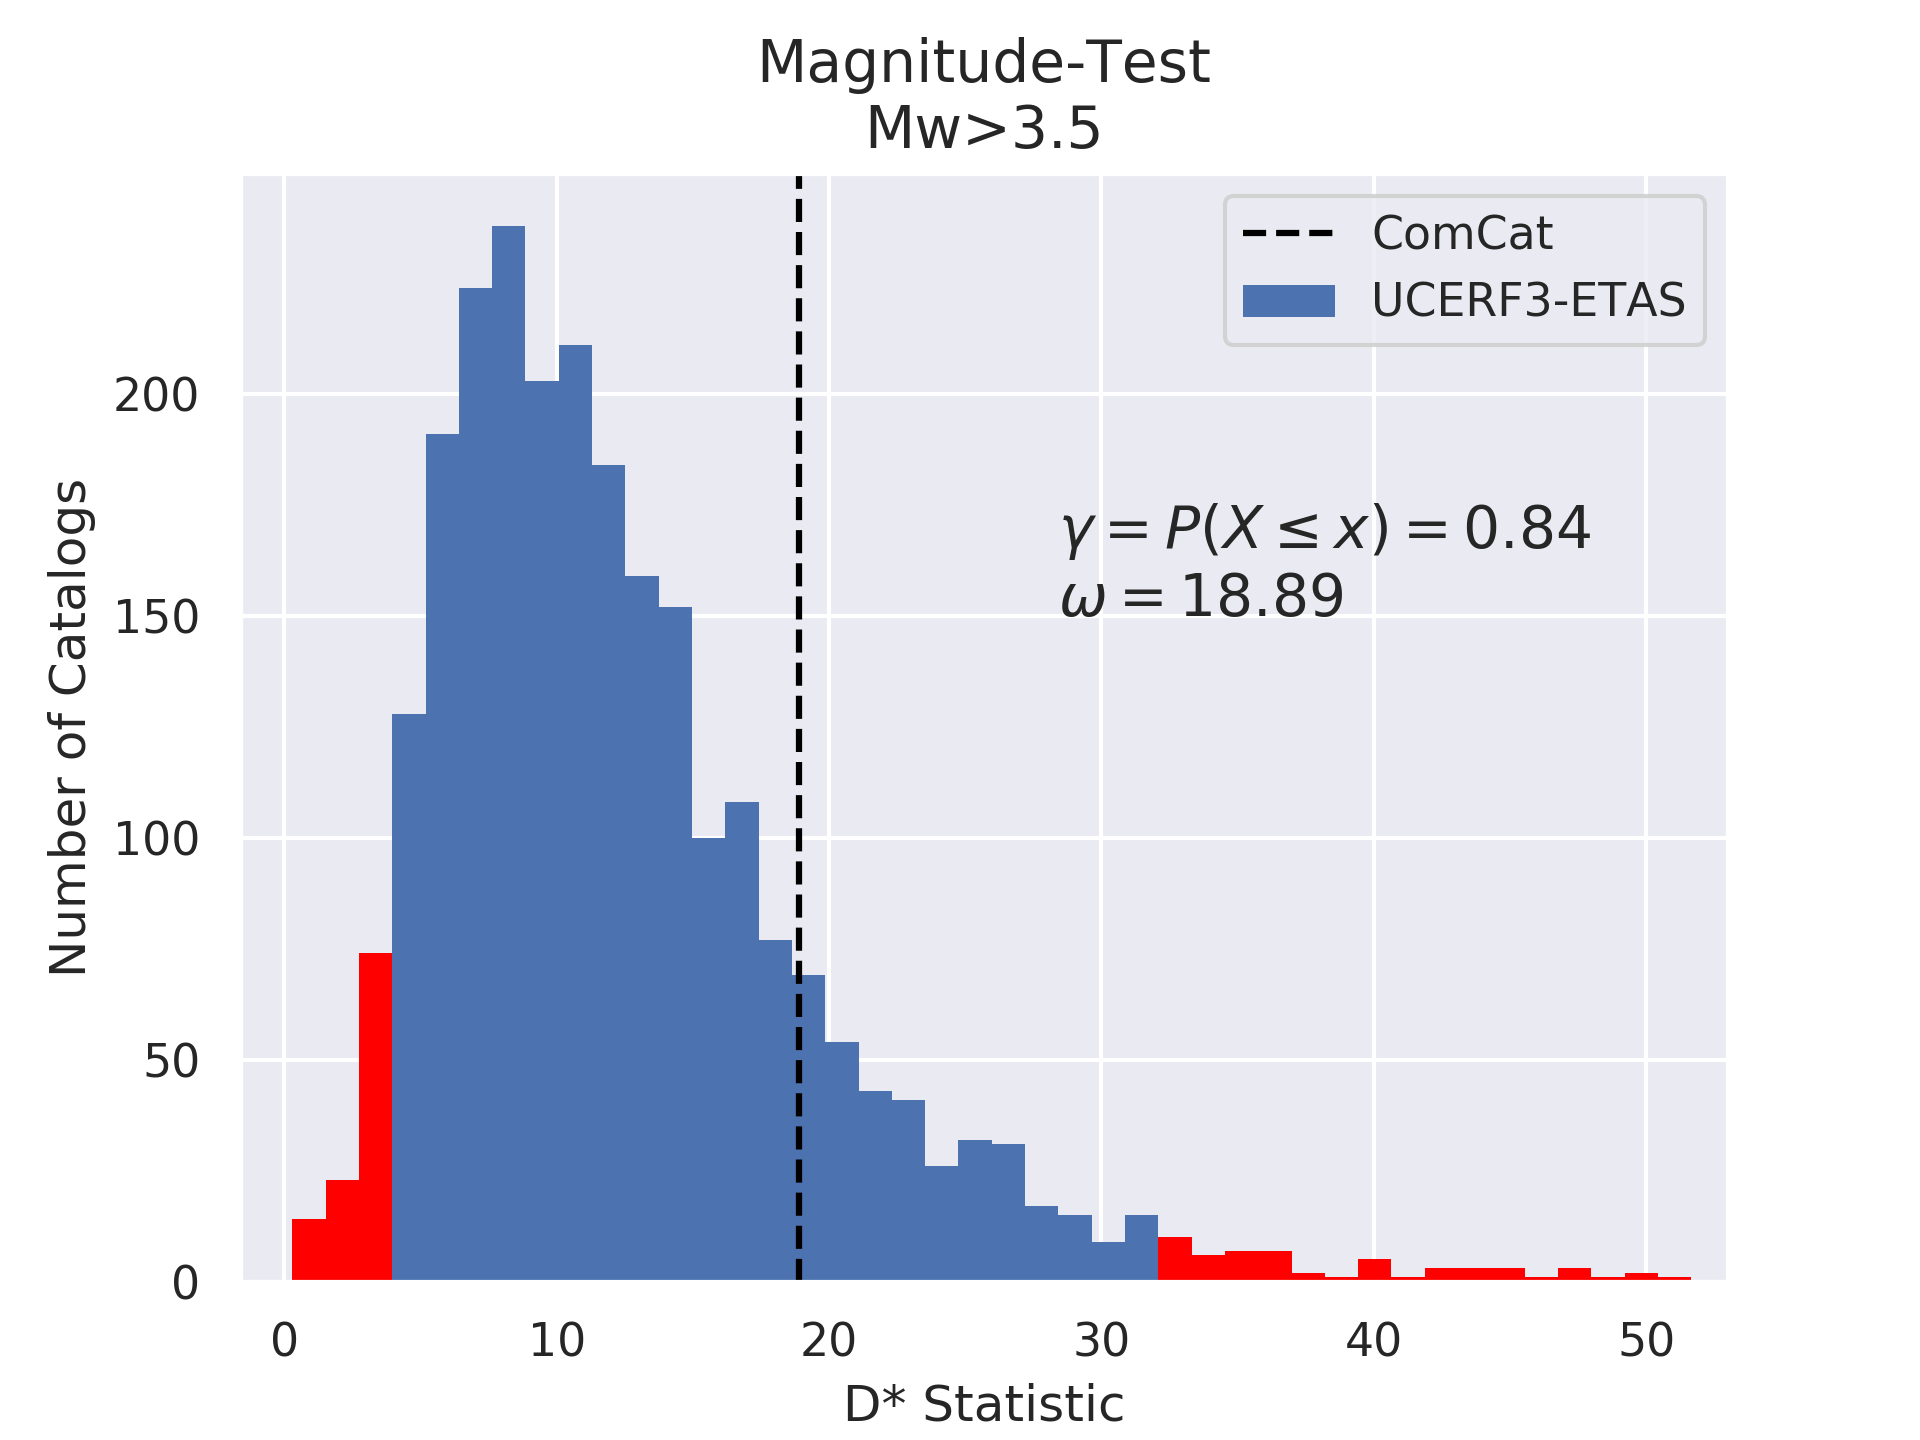 Magnitude-Test
Mw>3.5
ComCat
UCERF3-ETAS
γ = P(X ≤ x) = 0.84
ω = 18.89
Number of Catalogs
200
150
100
50
0
0 10 20 30 40 50
D* Statistic